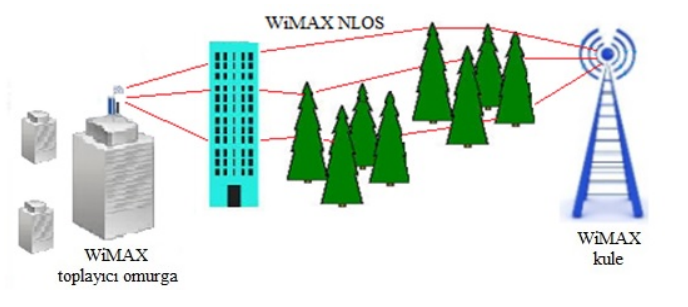 WiMAX NLOS
WiMAX
toplayıcı omurga
WiMAX
kule